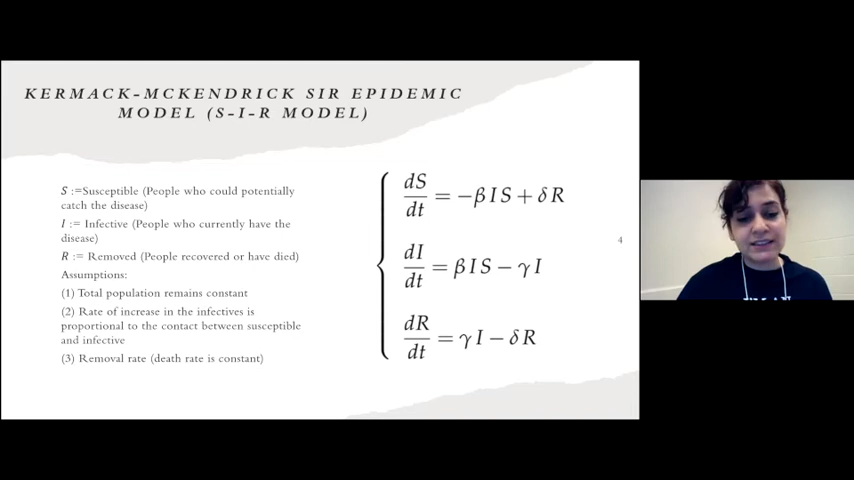 KERMACK-MCKENDRICK SIR EPIDEMIC
MODEL (S-I-R MODEL)
S :=Susceptible (People who could potentially
catch the disease)
I := Infective (People who currently have the
disease)
R := Removed (People recovered or have died)
Assumptions:
(1) Total population remains constant
(2) Rate of increase in the infectives is
proportional to the contact between susceptible
and infective
(3) Removal rate (death rate is constant)
dS/dt = −βIS + δR
dI/dt = βIS − γI
dR/dt = γI − δR
4